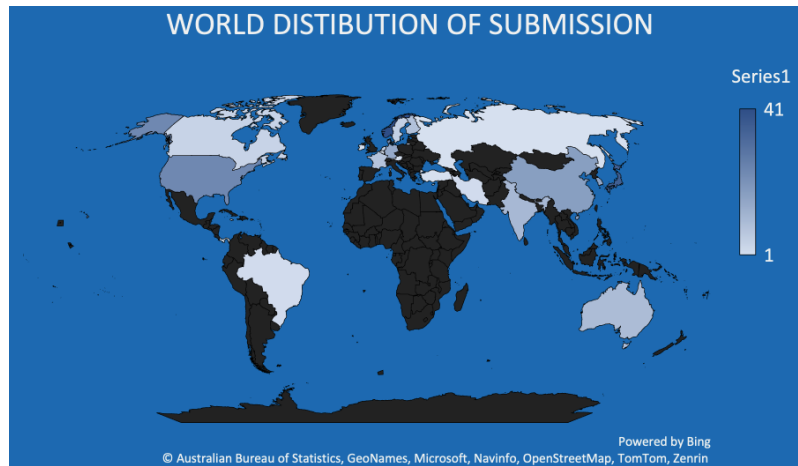 WORLD DISTIBUTION OF SUBMISSION
Series1
41
1
Powered by Bing
© Australian Bureau of Statistics, GeoNames, Microsoft, Navinfo, OpenStreetMap, TomTom, Zenrin